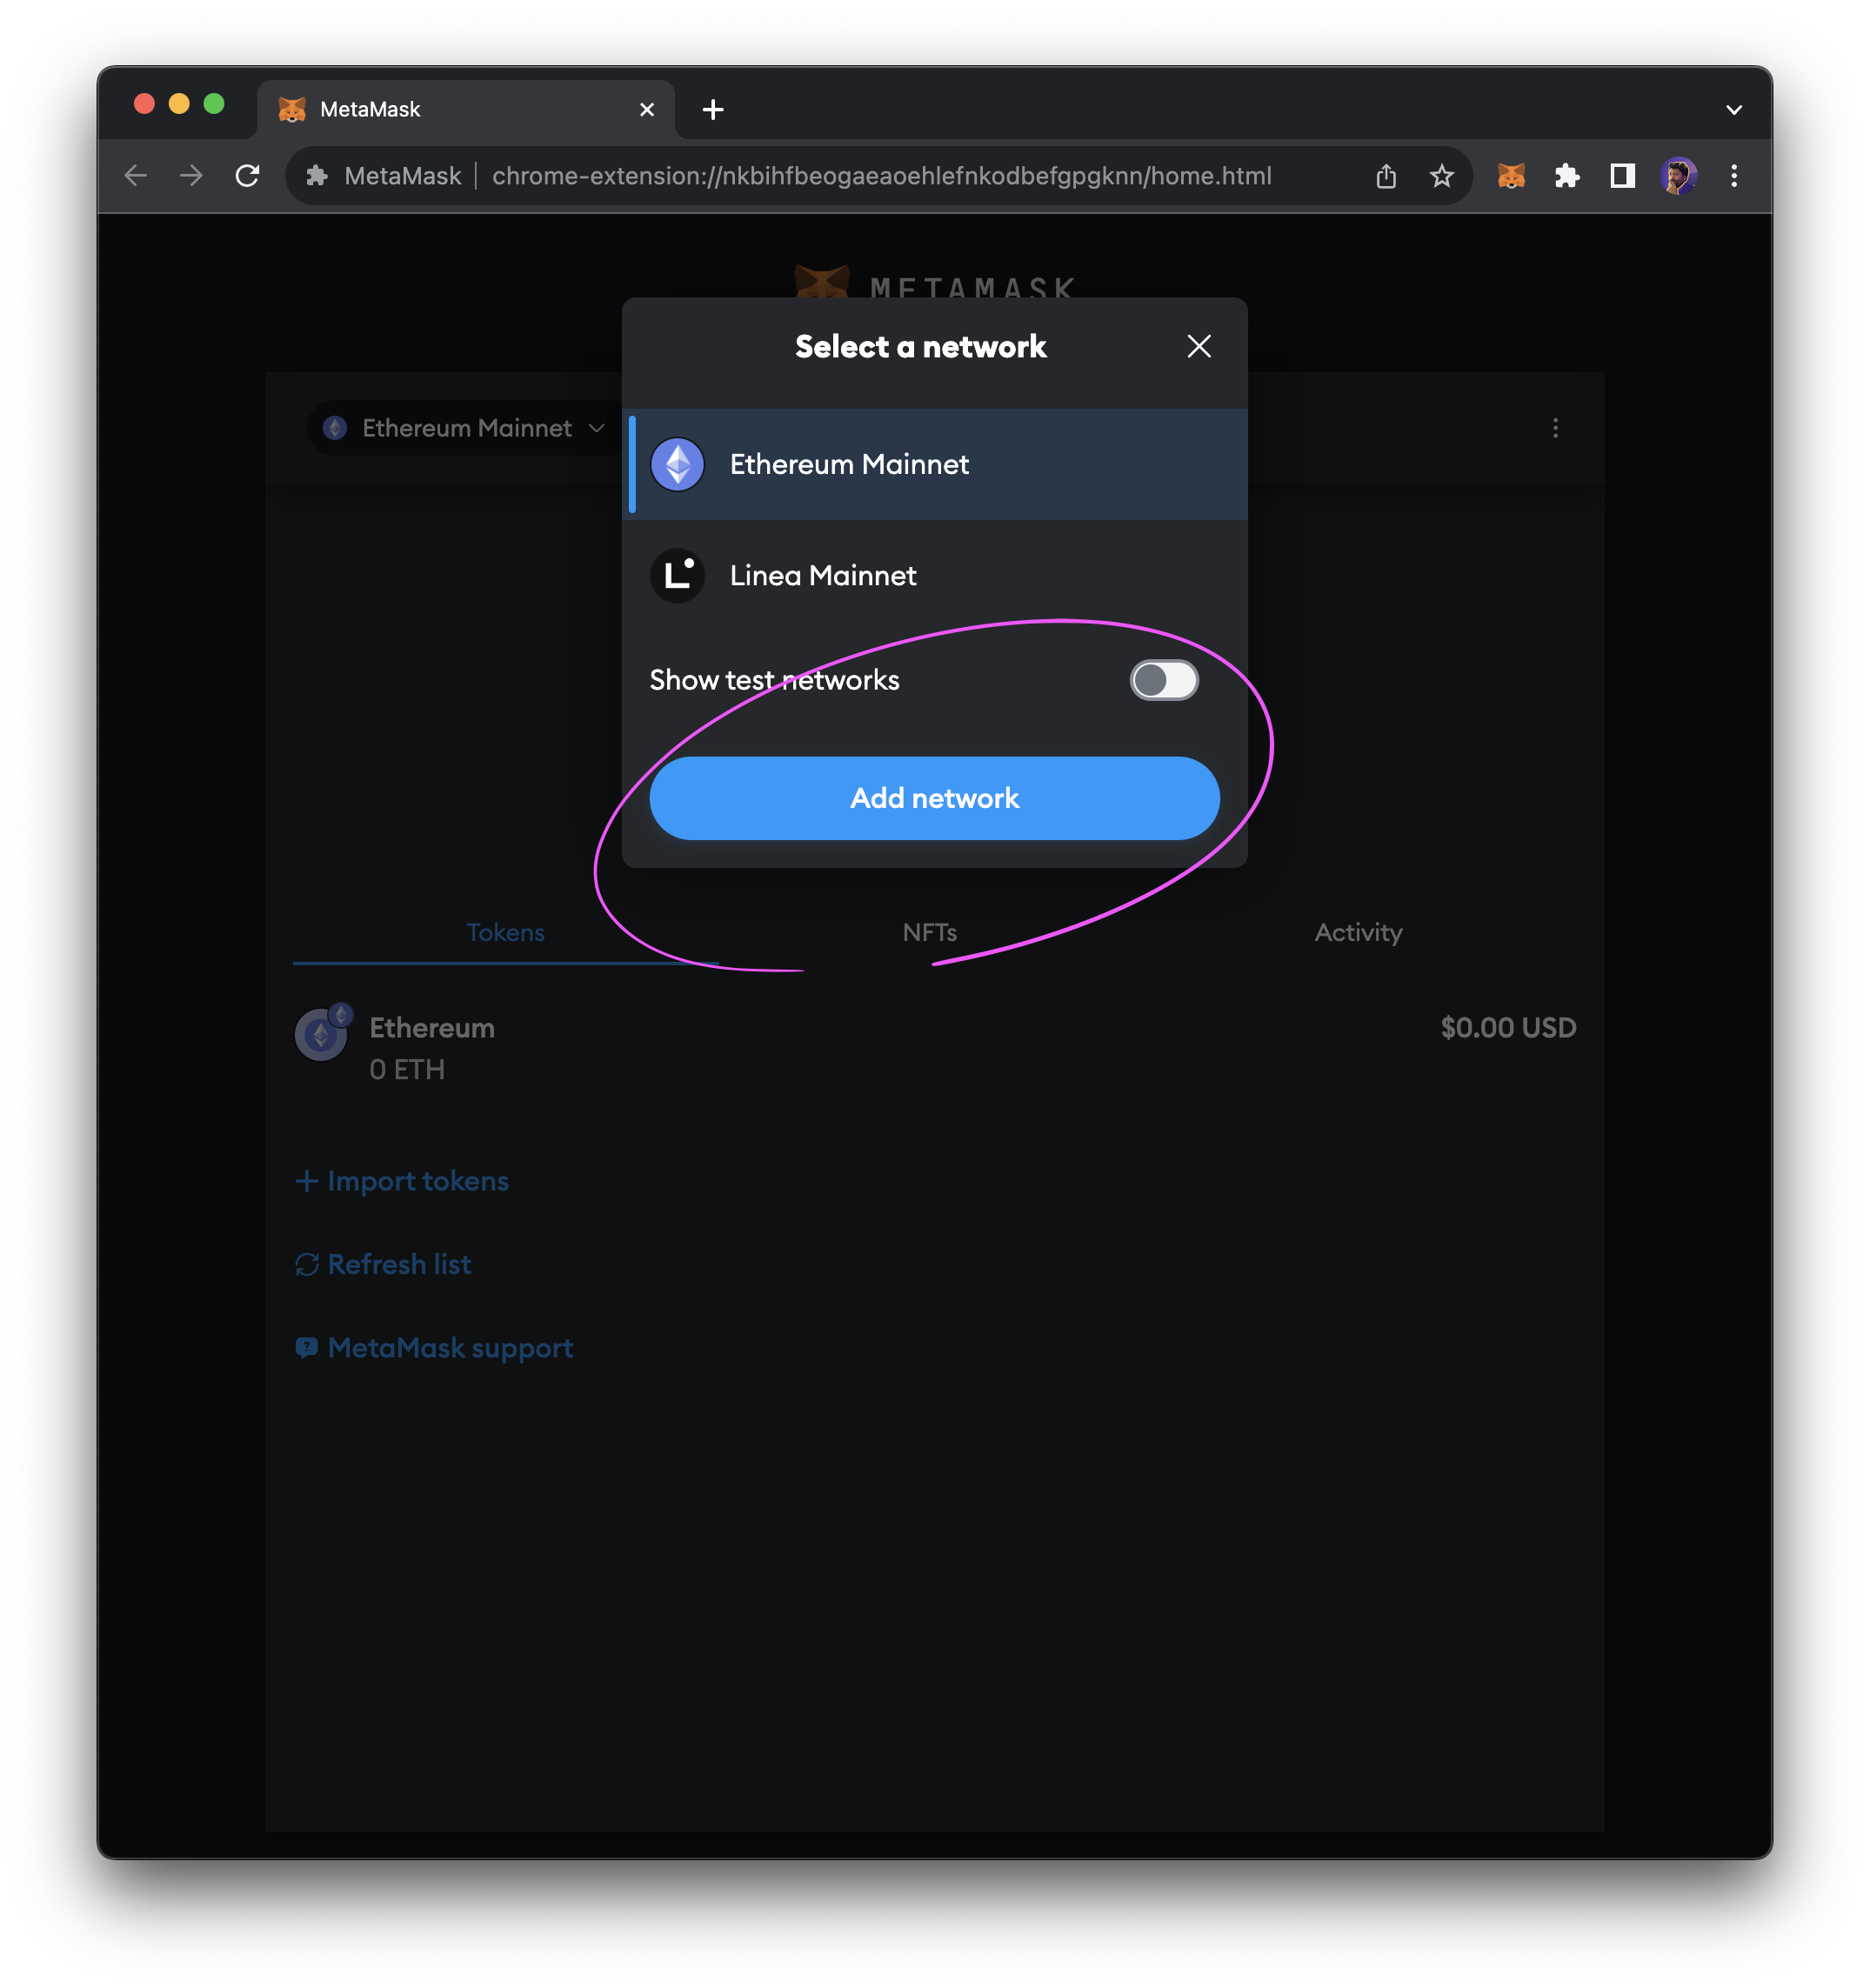 MetaMask
MetaMask | chrome-extension://nkbihfbeogaeaoehlefnkodbefgpgknn/home.html
METAMASK
Select a network
Ethereum Mainnet
Ethereum Mainnet
Linea Mainnet
Show test networks
Add network
Tokens NFTs Activity
Ethereum $0.00 USD
0 ETH
Import tokens
Refresh list
MetaMask support